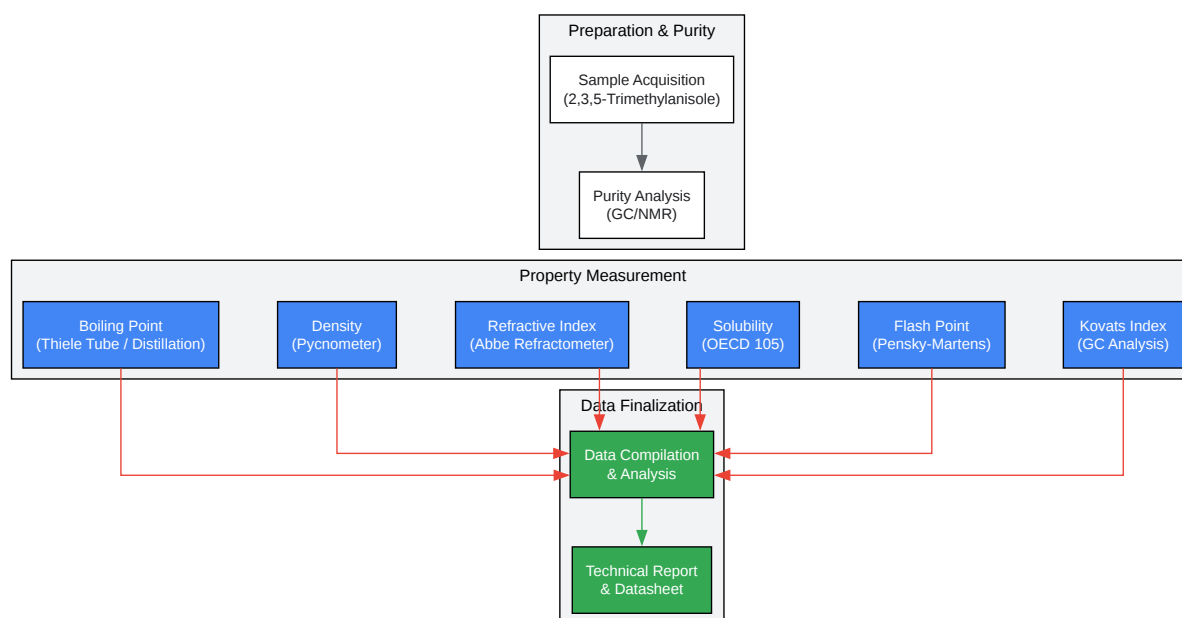 Preparation & Purity
Sample Acquisition
(2,3,5-Trimethylanisole)
Purity Analysis
(GC/NMR)
Property Measurement
Boiling Point
(Thiele Tube / Distillation)
Density
(Pycnometer)
Refractive Index
(Abbe Refractometer)
Solubility
(OECD 105)
Flash Point
(Pensky-Martens)
Kovats Index
(GC Analysis)
Data Finalization
Data Compilation
& Analysis
Technical Report
& Datasheet